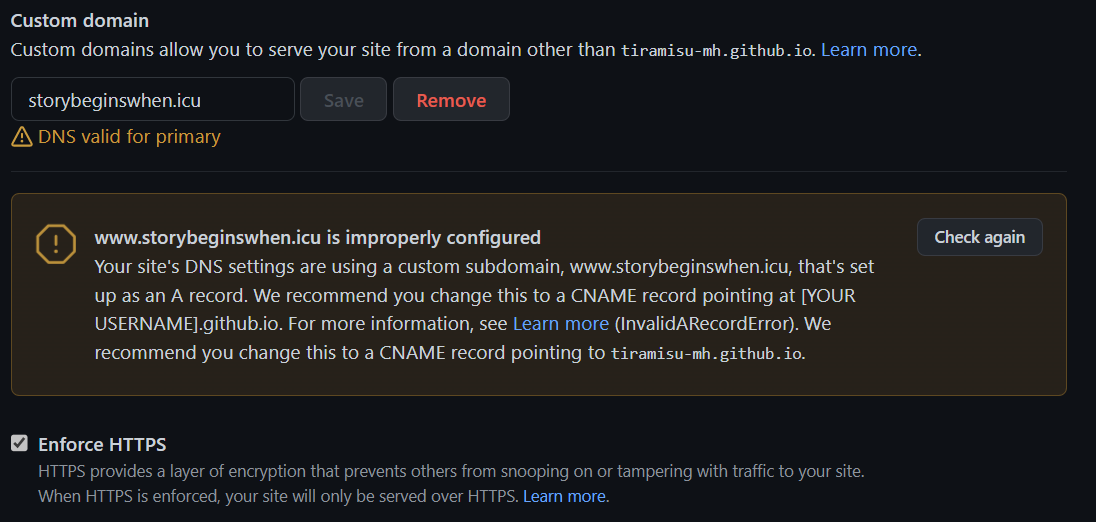 Custom domain
Custom domains allow you to serve your site from a domain other than tiramisu-mh.github.io. Learn more.
storybeginswhen.icu Save Remove
DNS valid for primary
www.storybeginswhen.icu is improperly configured Check again
Your site's DNS settings are using a custom subdomain, www.storybeginswhen.icu, that's set
up as an A record. We recommend you change this to a CNAME record pointing at [YOUR
USERNAME].github.io. For more information, see Learn more (InvalidARecordError). We
recommend you change this to a CNAME record pointing to tiramisu-mh.github.io.
Enforce HTTPS
HTTPS provides a layer of encryption that prevents others from snooping on or tampering with traffic to your site.
When HTTPS is enforced, your site will only be served over HTTPS. Learn more.